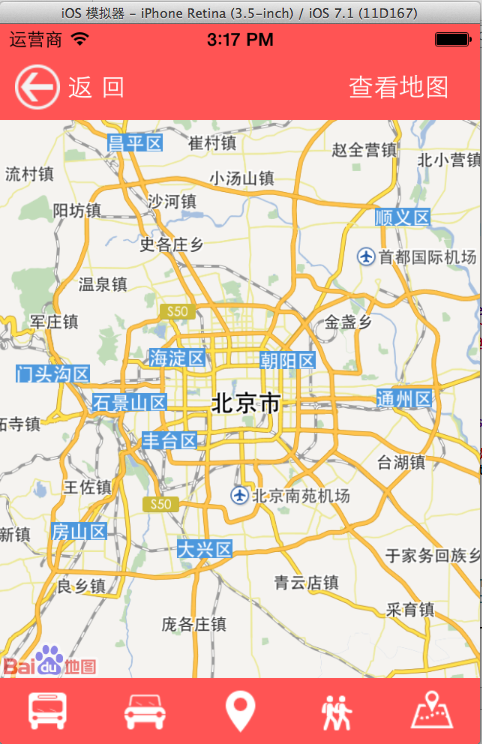 iOS 模拟器 - iPhone Retina (3.5-inch) / iOS 7.1 (11D167)
运营商 3:17 PM
返 回 查看地图
昌平区 崔村镇
赵全营镇
北小营镇
流村镇
小汤山镇
阳坊镇 沙河镇
顺义区
史各庄乡
首都国际机场
温泉镇
S50
军庄镇 金盏乡
海淀区 朝阳区
门头沟区
石景山区 北京市 通州区
石寺镇
丰台区
台湖镇
王佐镇
S50 北京南苑机场
新镇 房山区
大兴区
于家务回族乡
良乡镇 青云店镇
采育镇
庞各庄镇
Bai du 地图